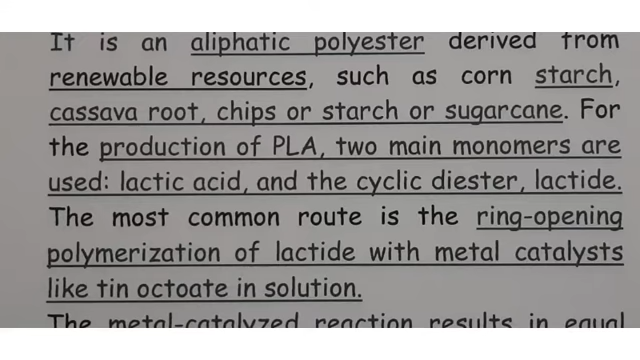 It is an aliphatic polyester derived from
renewable resources, such as corn starch,
cassava root, chips or starch or sugarcane. For
the production of PLA, two main monomers are
used: lactic acid, and the cyclic diester, lactide.
The most common route is the ring-opening
polymerization of lactide with metal catalysts
like tin octoate in solution.
The metal-catalyzed reaction results in equal